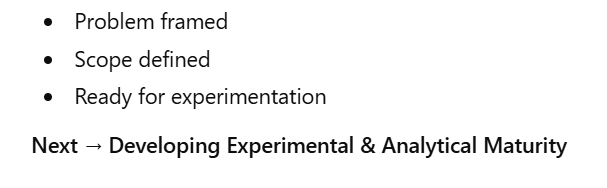 • Problem framed
• Scope defined
• Ready for experimentation
Next → Developing Experimental & Analytical Maturity